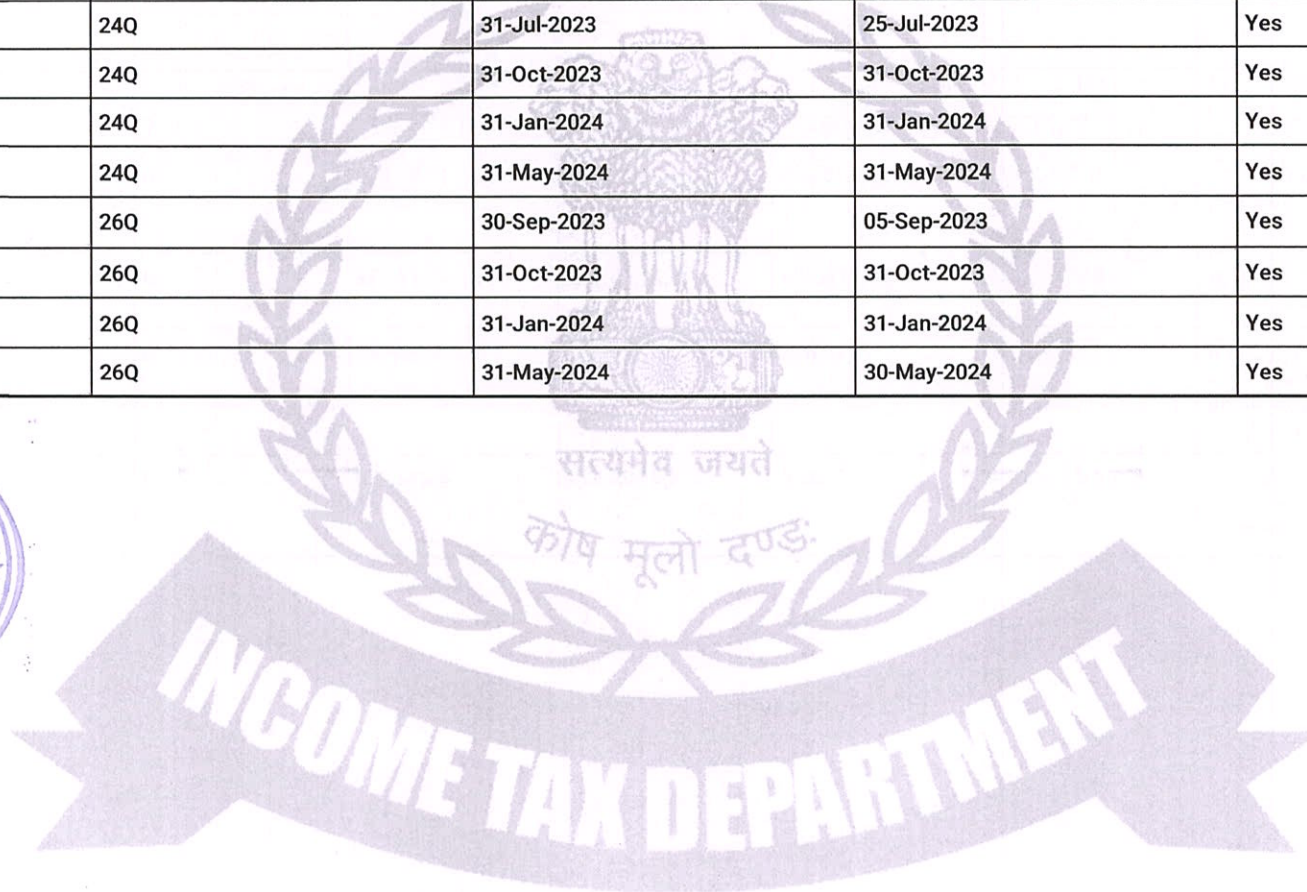 24Q 31-Jul-2023 25-Jul-2023 Yes
24Q 31-Oct-2023 31-Oct-2023 Yes
24Q 31-Jan-2024 31-Jan-2024 Yes
24Q 31-May-2024 31-May-2024 Yes
26Q 30-Sep-2023 05-Sep-2023 Yes
26Q 31-Oct-2023 31-Oct-2023 Yes
26Q 31-Jan-2024 31-Jan-2024 Yes
26Q 31-May-2024 30-May-2024 Yes
सत्यमेव जयते
कोष मूलो दण्डः
INCOME TAX DEPARTMENT